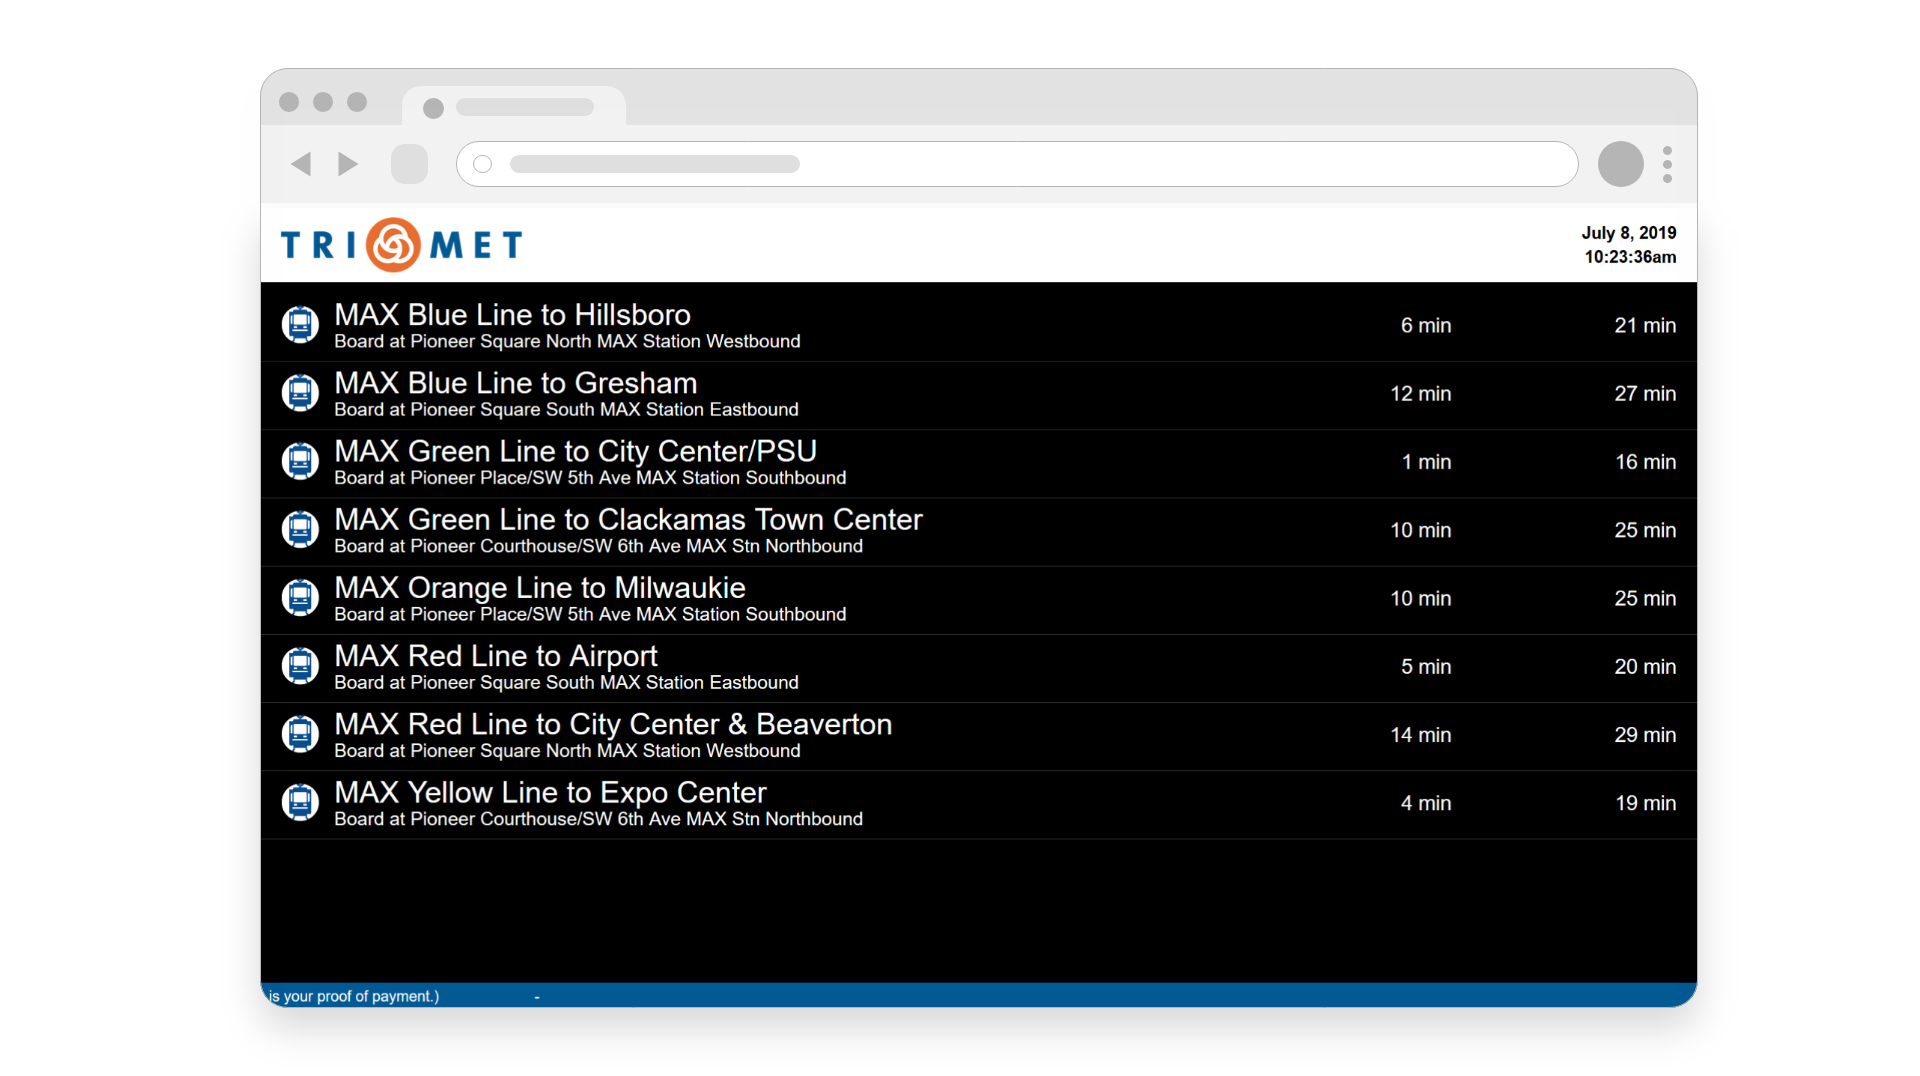 TRI MET
July 8, 2019
10:23:36am
MAX Blue Line to Hillsboro
Board at Pioneer Square North MAX Station Westbound
6 min
21 min
MAX Blue Line to Gresham
Board at Pioneer Square South MAX Station Eastbound
12 min
27 min
MAX Green Line to City Center/PSU
Board at Pioneer Place/SW 5th Ave MAX Station Southbound
1 min
16 min
MAX Green Line to Clackamas Town Center
Board at Pioneer Courthouse/SW 6th Ave MAX Stn Northbound
10 min
25 min
MAX Orange Line to Milwaukie
Board at Pioneer Place/SW 5th Ave MAX Station Southbound
10 min
25 min
MAX Red Line to Airport
Board at Pioneer Square South MAX Station Eastbound
5 min
20 min
MAX Red Line to City Center & Beaverton
Board at Pioneer Square North MAX Station Westbound
14 min
29 min
MAX Yellow Line to Expo Center
Board at Pioneer Courthouse/SW 6th Ave MAX Stn Northbound
4 min
19 min
is your proof of payment.) -